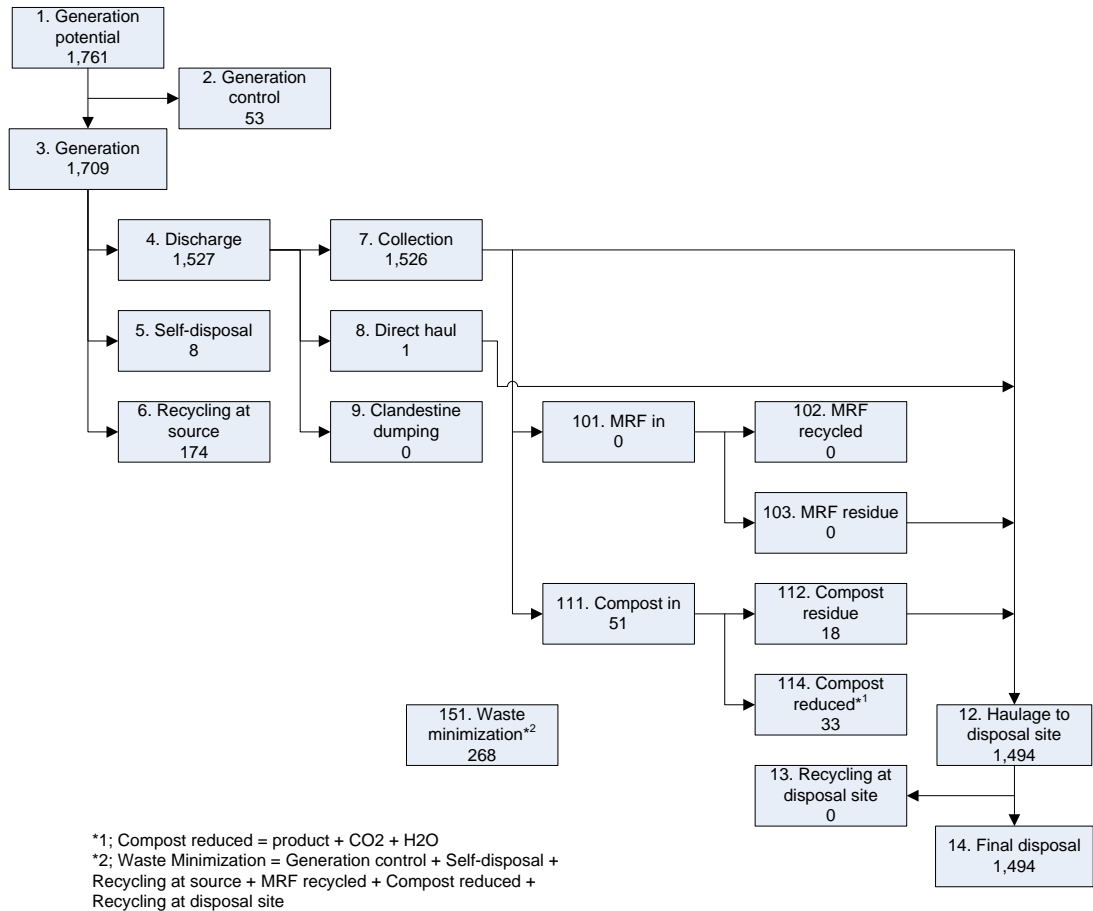 1. Generation
potential
1,761
2. Generation
control
53
3. Generation
1,709
4. Discharge
1,527
7. Collection
1,526
5. Self-disposal
8
8. Direct haul
1
6. Recycling at
source
174
9. Clandestine
dumping
0
101. MRF in
0
102. MRF
recycled
0
103. MRF residue
0
111. Compost in
51
112. Compost
residue
18
114. Compost
reduced*1
33
151. Waste
minimization*2
268
12. Haulage to
disposal site
1,494
13. Recycling at
disposal site
0
14. Final disposal
1,494
*1; Compost reduced = product + CO2 + H2O
*2; Waste Minimization = Generation control + Self-disposal +
Recycling at source + MRF recycled + Compost reduced +
Recycling at disposal site